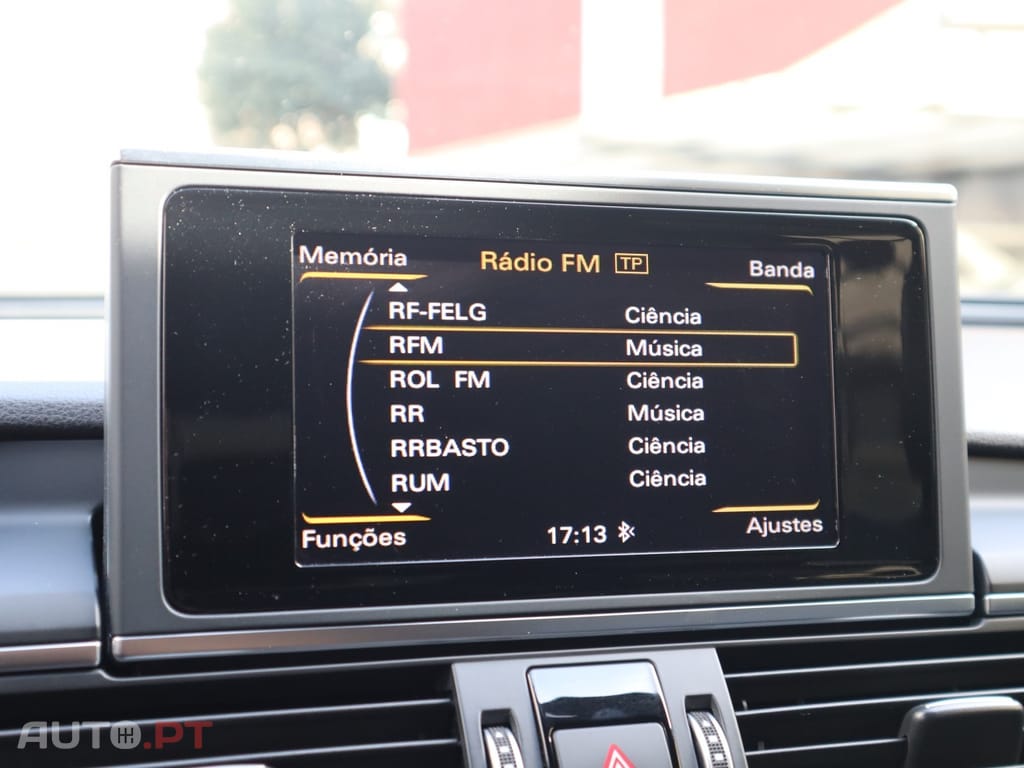 Memória Rádio FM TP Banda
RF-FELG Ciência
RFM Música
ROL FM Ciência
RR Música
RRBASTO Ciência
RUM Ciência
Funções 17:13 Ajustes
AUTO.PT